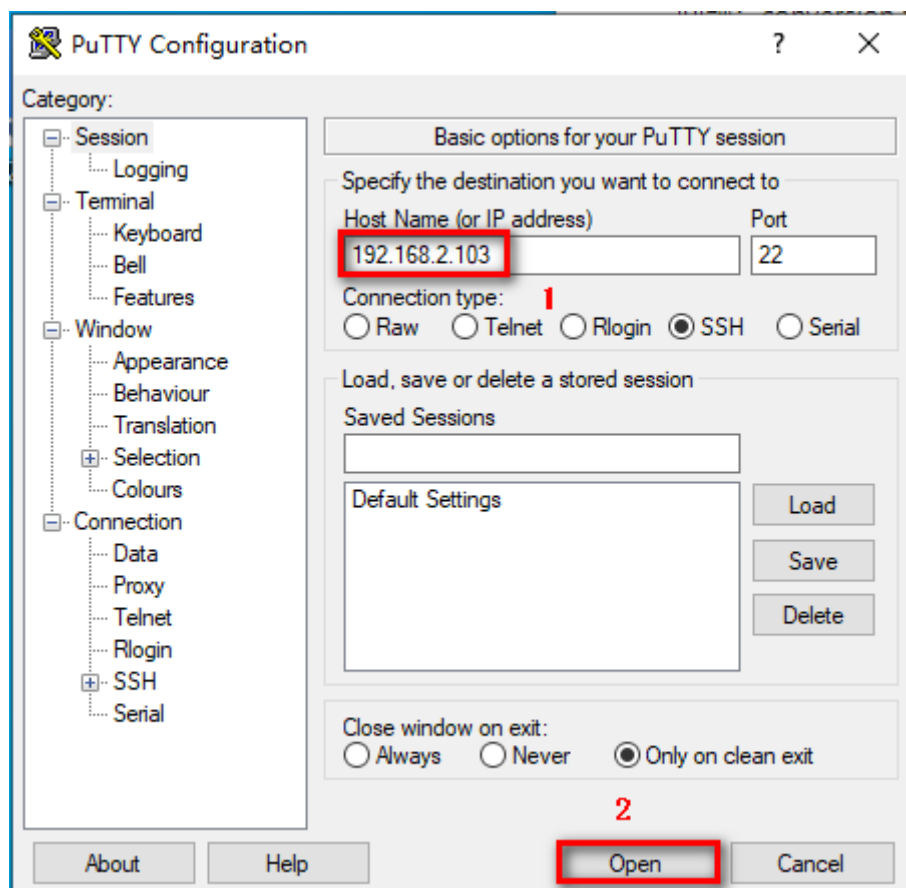 PuTTY Configuration
?
Category:
Session
Logging
Terminal
Keyboard
Bell
Features
Window
Appearance
Behaviour
Translation
Selection
Colours
Connection
Data
Proxy
Telnet
Rlogin
SSH
Serial
Basic options for your PuTTY session
Specify the destination you want to connect to
Host Name (or IP address) Port
192.168.2.103 22
Connection type: 1
Raw Telnet Rlogin SSH Serial
Load, save or delete a stored session
Saved Sessions
Default Settings
Load
Save
Delete
Close window on exit:
Always Never Only on clean exit
2
About Help Open Cancel